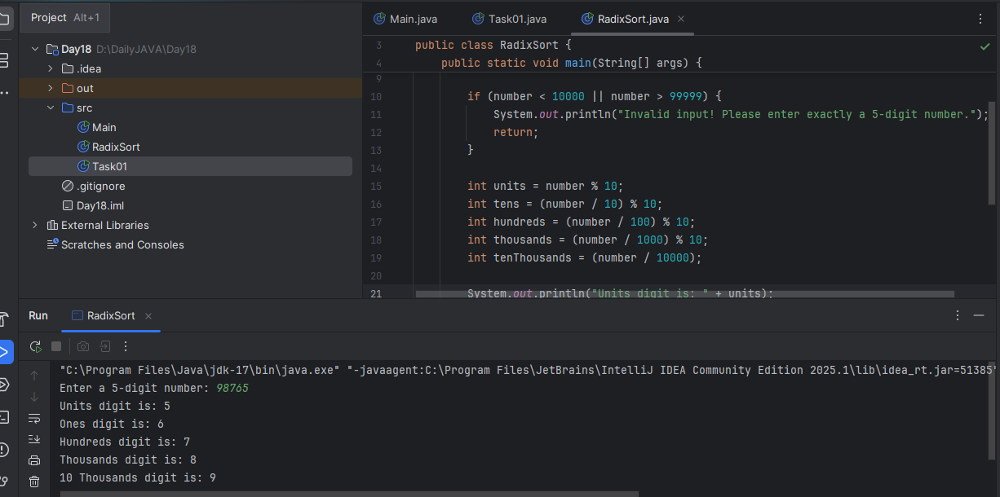 Project Alt+1
Day18 D:\DailyJAVA\Day18
.idea
out
src
Main
RadixSort
Task01
.gitignore
Day18.iml
External Libraries
Scratches and Consoles
Main.java Task01.java RadixSort.java
3 public class RadixSort {
4 public static void main(String[] args) {
9
10 if (number < 10000 || number > 99999) {
11 System.out.println("Invalid input! Please enter exactly a 5-digit number.");
12 return;
13 }
14
15 int units = number % 10;
16 int tens = (number / 10) % 10;
17 int hundreds = (number / 100) % 10;
18 int thousands = (number / 1000) % 10;
19 int tenThousands = (number / 10000);
20
21 System.out.println("Units digit is: " + units);
Run RadixSort
"C:\Program Files\Java\jdk-17\bin\java.exe" "-javaagent:C:\Program Files\JetBrains\IntelliJ IDEA Community Edition 2025.1\lib\idea_rt.jar=51385
Enter a 5-digit number: 98765
Units digit is: 5
Ones digit is: 6
Hundreds digit is: 7
Thousands digit is: 8
10 Thousands digit is: 9